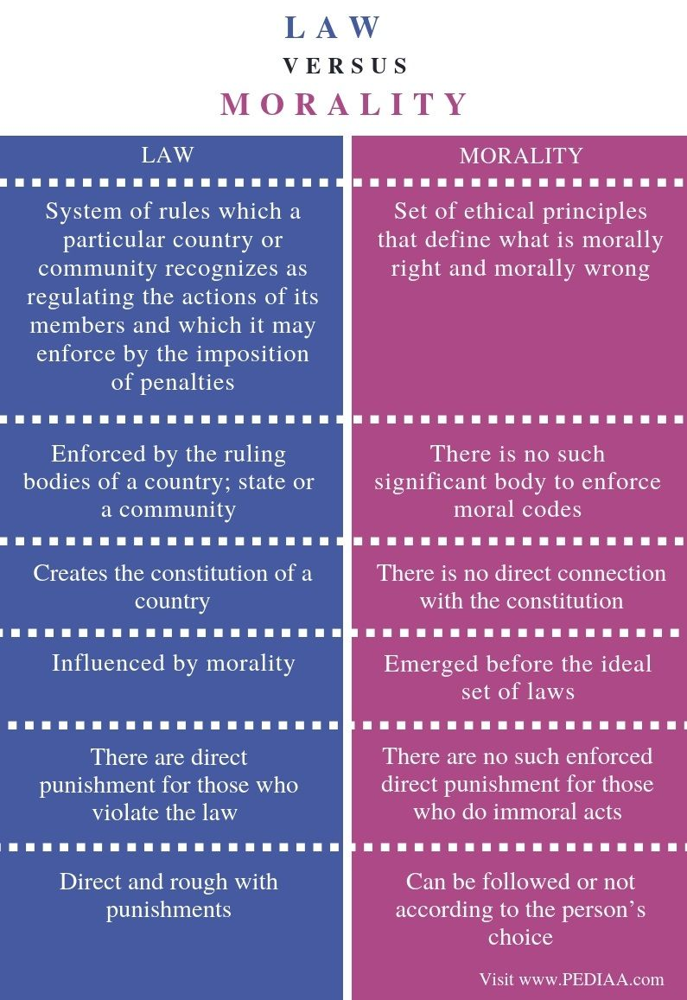 LAW
VERSUS
MORALITY
LAW
System of rules which a
particular country or
community recognizes as
regulating the actions of its
members and which it may
enforce by the imposition
of penalties
Enforced by the ruling
bodies of a country; state or
a community
Creates the constitution of a
country
Influenced by morality
There are direct
punishment for those who
violate the law
Direct and rough with
punishments
MORALITY
Set of ethical principles
that define what is morally
right and morally wrong
There is no such
significant body to enforce
moral codes
There is no direct connection
with the constitution
Emerged before the ideal
set of laws
There are no such enforced
direct punishment for those
who do immoral acts
Can be followed or not
according to the person’s
choice
Visit www.PEDIAA.com